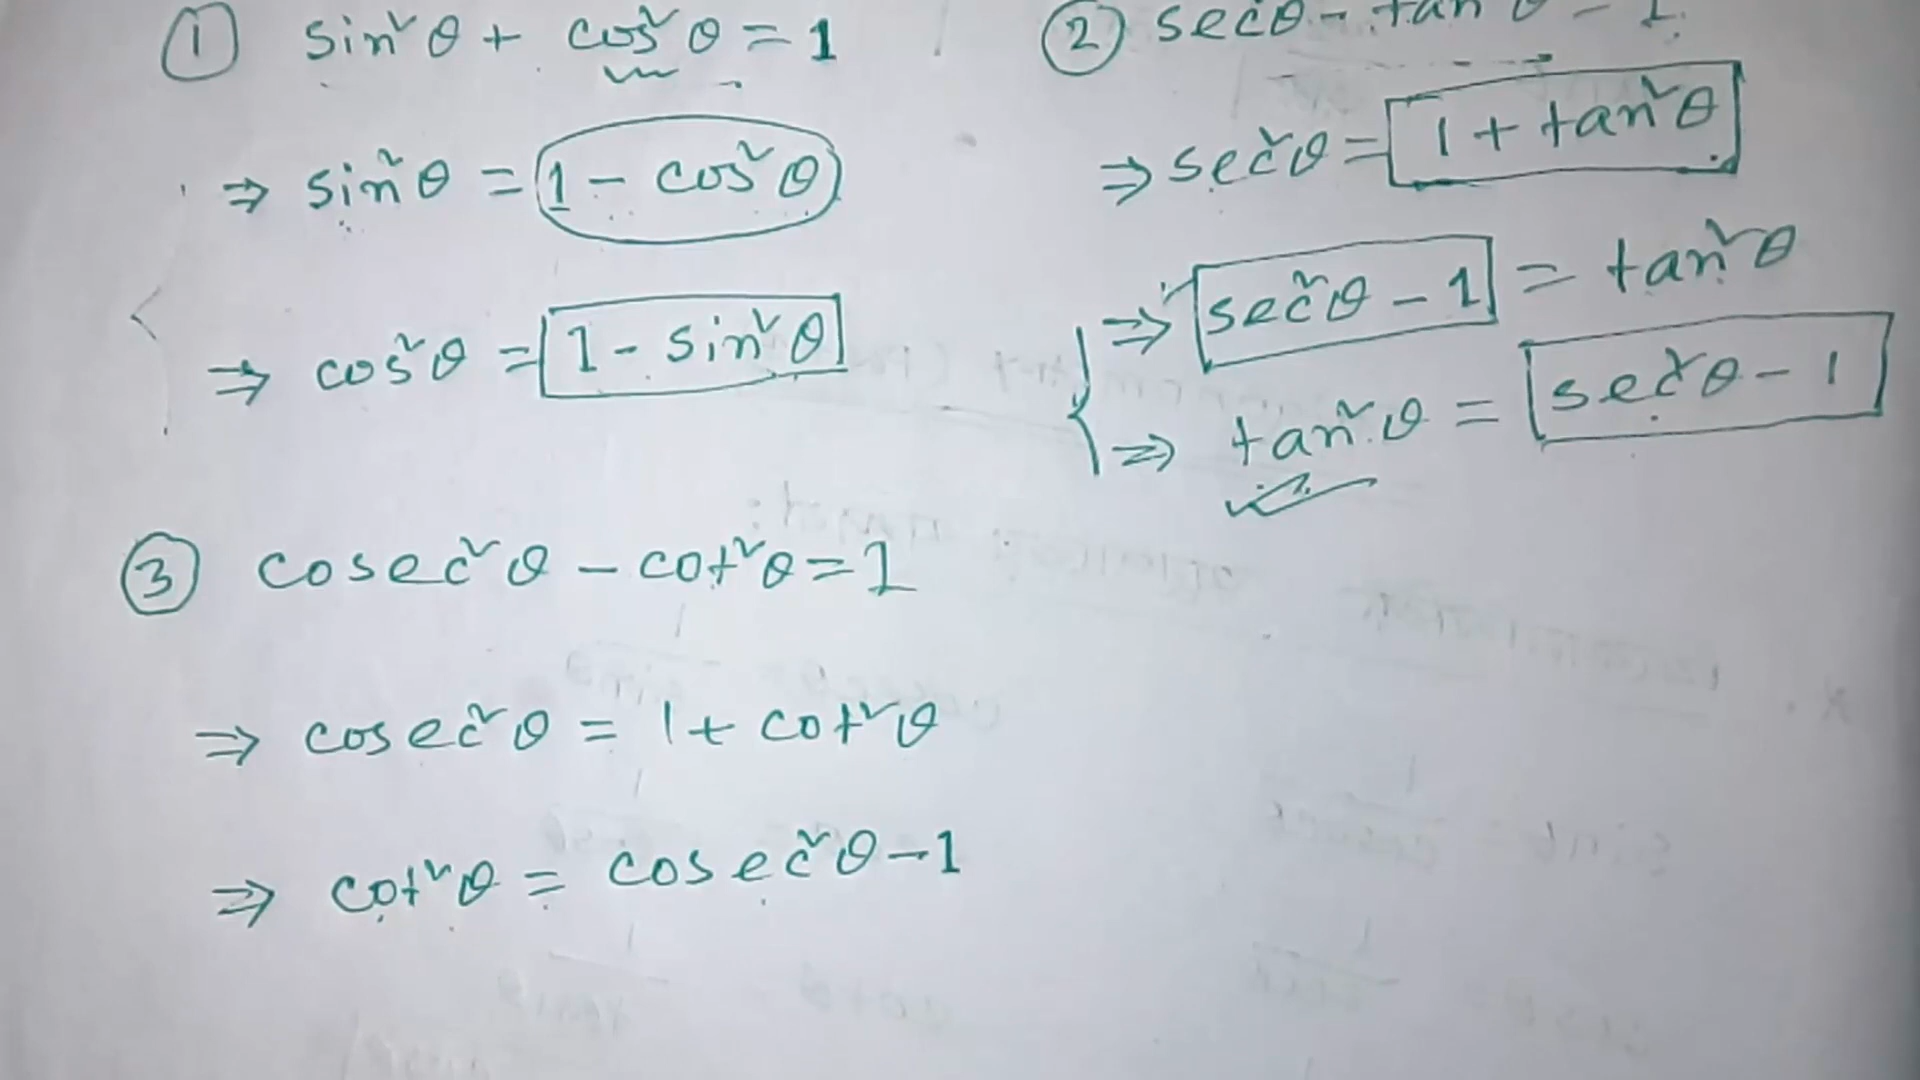 ① sin²θ + cos²θ = 1
⇒ sin²θ = 1 - cos²θ
⇒ cos²θ = 1 - sin²θ
② sec²θ - tan²θ = 1
⇒ sec²θ = 1 + tan²θ
⇒ sec²θ - 1 = tan²θ
⇒ tan²θ = sec²θ - 1
③ cosec²θ - cot²θ = 1
⇒ cosec²θ = 1 + cot²θ
⇒ cot²θ = cosec²θ - 1